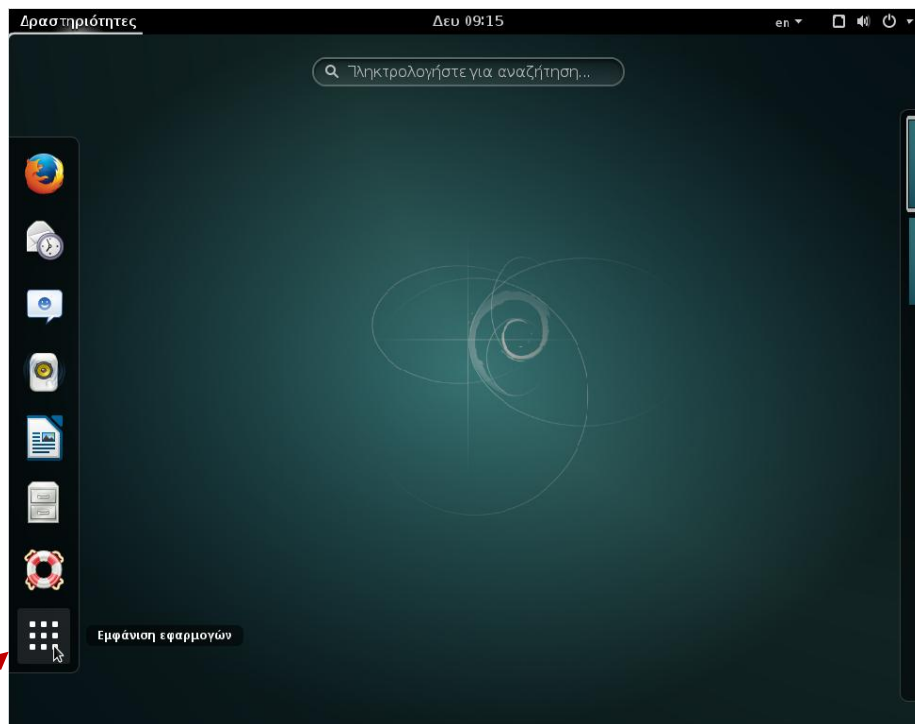 Δραστηριότητες
Δευ 09:15
en
Πληκτρολογήστε για αναζήτηση...
Εμφάνιση εφαρμογών